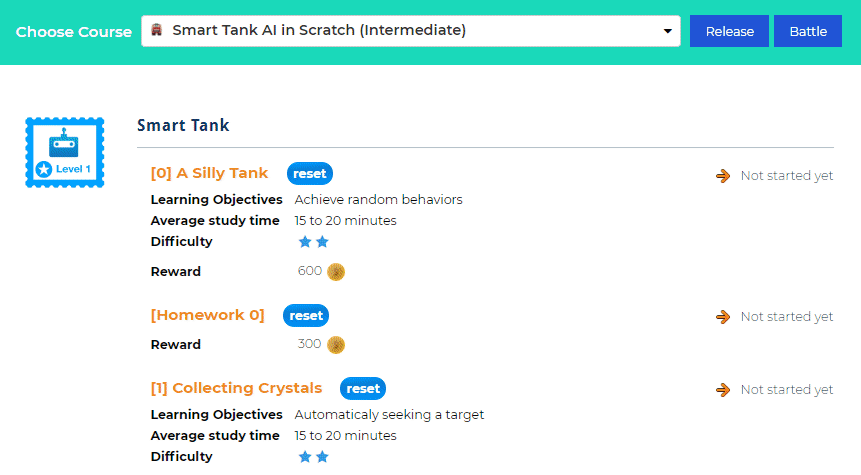 Choose Course
Smart Tank AI in Scratch (Intermediate)
Release
Battle
Level 1
Smart Tank
[0] A Silly Tank
reset
Not started yet
Learning Objectives Achieve random behaviors
Average study time 15 to 20 minutes
Difficulty
Reward 600
[Homework 0]
reset
Not started yet
Reward 300
[1] Collecting Crystals
reset
Not started yet
Learning Objectives Automaticaly seeking a target
Average study time 15 to 20 minutes
Difficulty